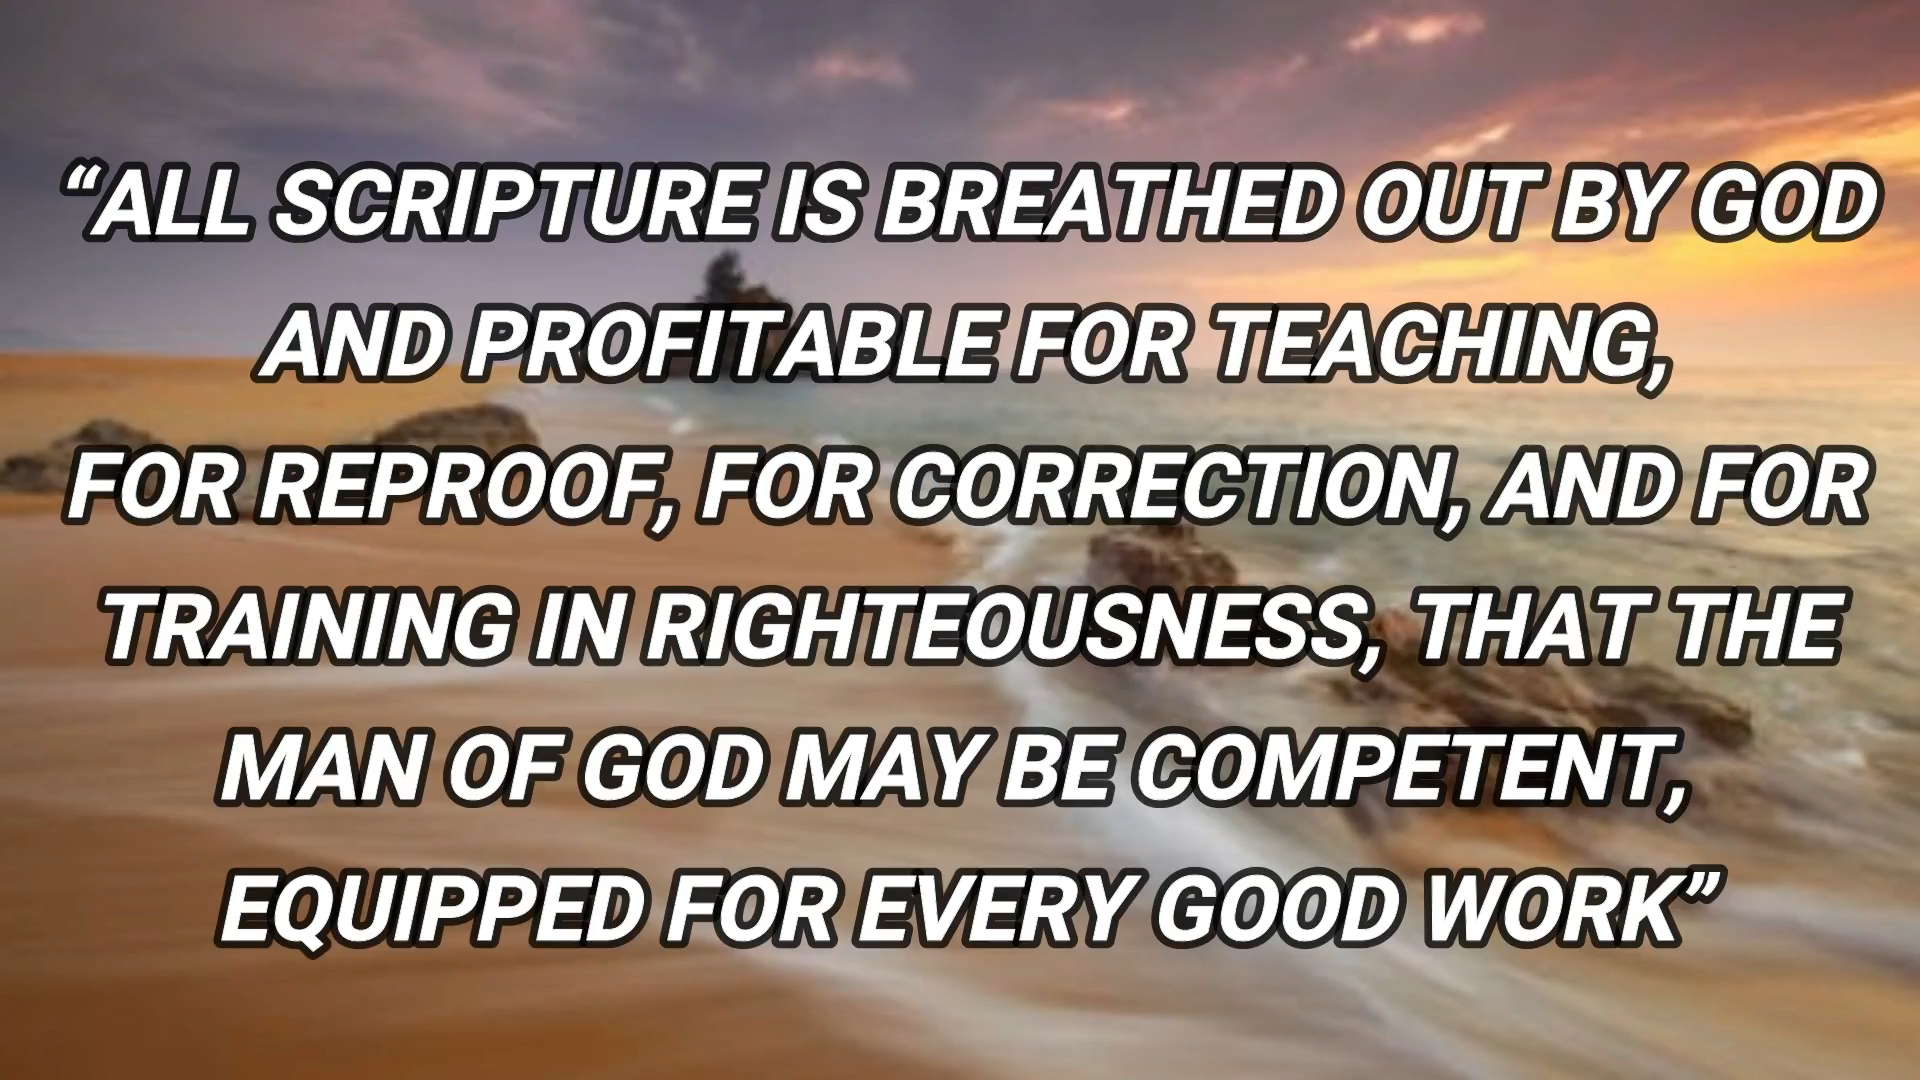 “ALL SCRIPTURE IS BREATHED OUT BY GOD
AND PROFITABLE FOR TEACHING,
FOR REPROOF, FOR CORRECTION, AND FOR
TRAINING IN RIGHTEOUSNESS, THAT THE
MAN OF GOD MAY BE COMPETENT,
EQUIPPED FOR EVERY GOOD WORK”